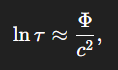 ln τ ≈ Φ/c²,